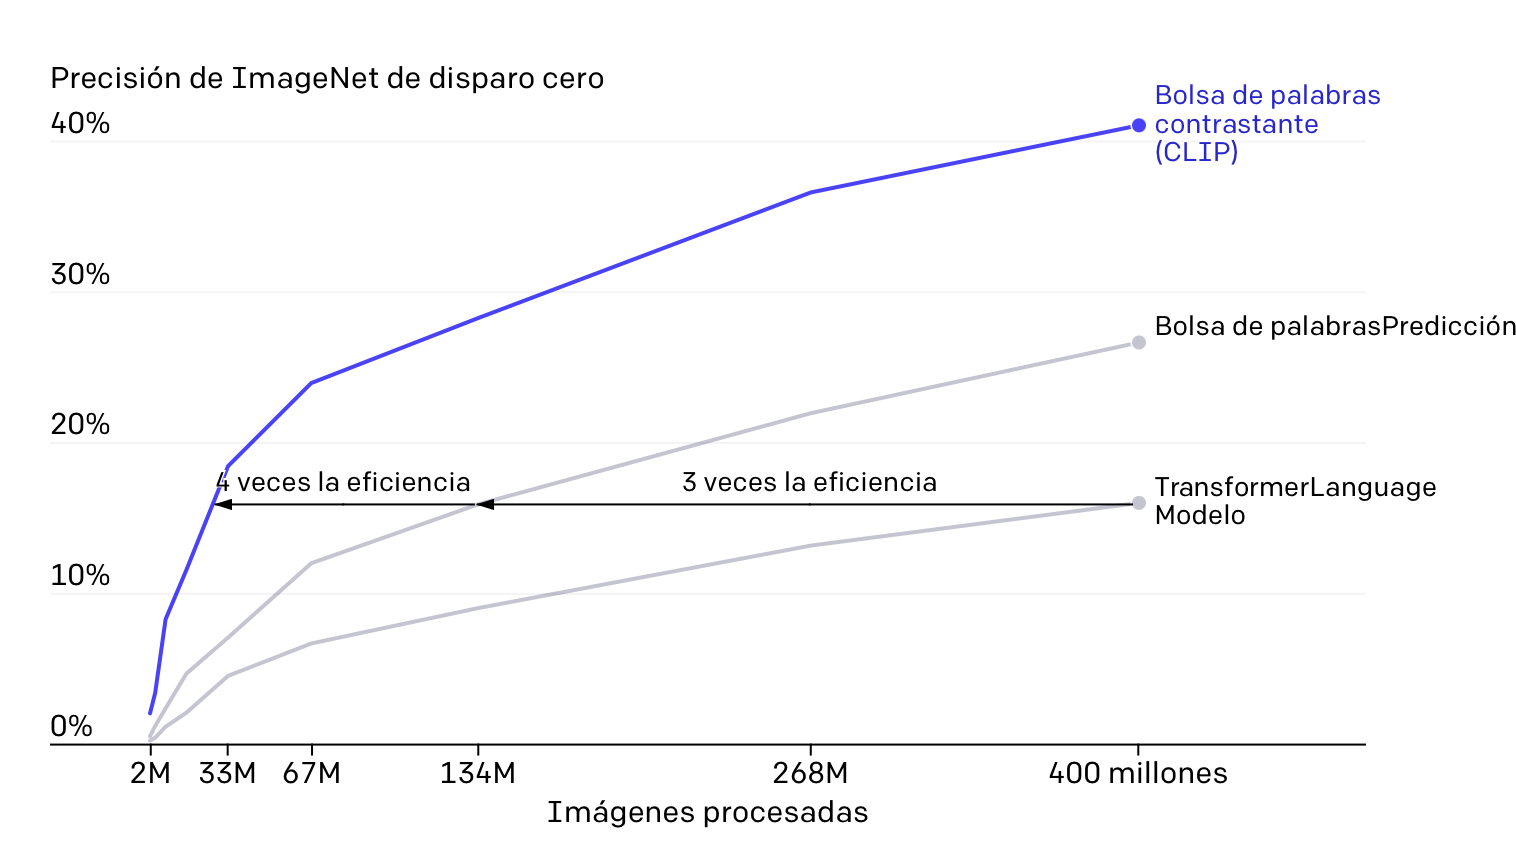 Precisión de ImageNet de disparo cero
40%
30%
20%
10%
0%
Bolsa de palabras
contrastante
(CLIP)
Bolsa de palabrasPredicción
4 veces la eficiencia
3 veces la eficiencia
TransformerLanguage
Modelo
2M 33M 67M 134M 268M 400 millones
Imágenes procesadas